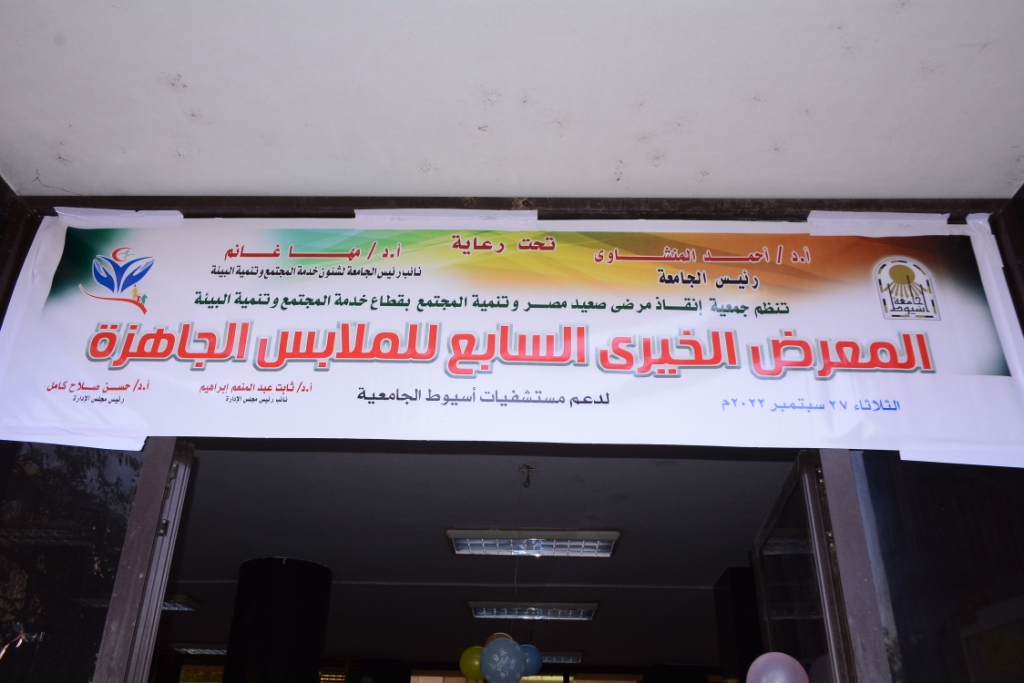 تحت رعاية
أ.د/ أحمد المنشاوى
رئيس الجامعة
أ.د/ مها غانم
نائب رئيس الجامعة لشئون خدمة المجتمع وتنمية البيئة
تنظم جمعية إنقاذ مرضى صعيد مصر وتنمية المجتمع بقطاع خدمة المجتمع وتنمية البيئة
المعرض الخيرى السابع للملابس الجاهزة
لدعم مستشفيات أسيوط الجامعية
الثلاثاء ٢٧ سبتمبر ٢٠٢٢م
أ.د/ ثابت عبد المنعم ابراهيم
نائب رئيس مجلس الإدارة
أ.د/ حسن صلاح كامل
رئيس مجلس الإدارة
جامعة
أسيوط